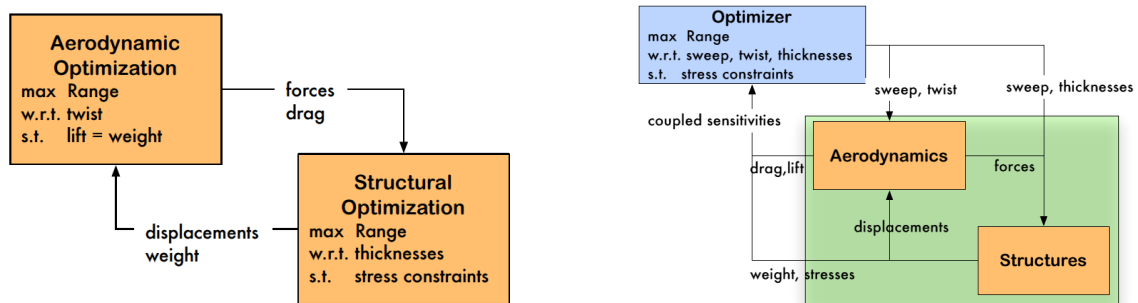 Aerodynamic
Optimization
max Range
w.r.t. twist
s.t. lift = weight
forces
drag
Structural
Optimization
max Range
w.r.t. thicknesses
s.t. stress constraints
displacements
weight
Optimizer
max Range
w.r.t. sweep, twist, thicknesses
s.t. stress constraints
sweep, twist
sweep, thicknesses
coupled sensitivities
Aerodynamics
drag,lift
forces
displacements
Structures
weight, stresses